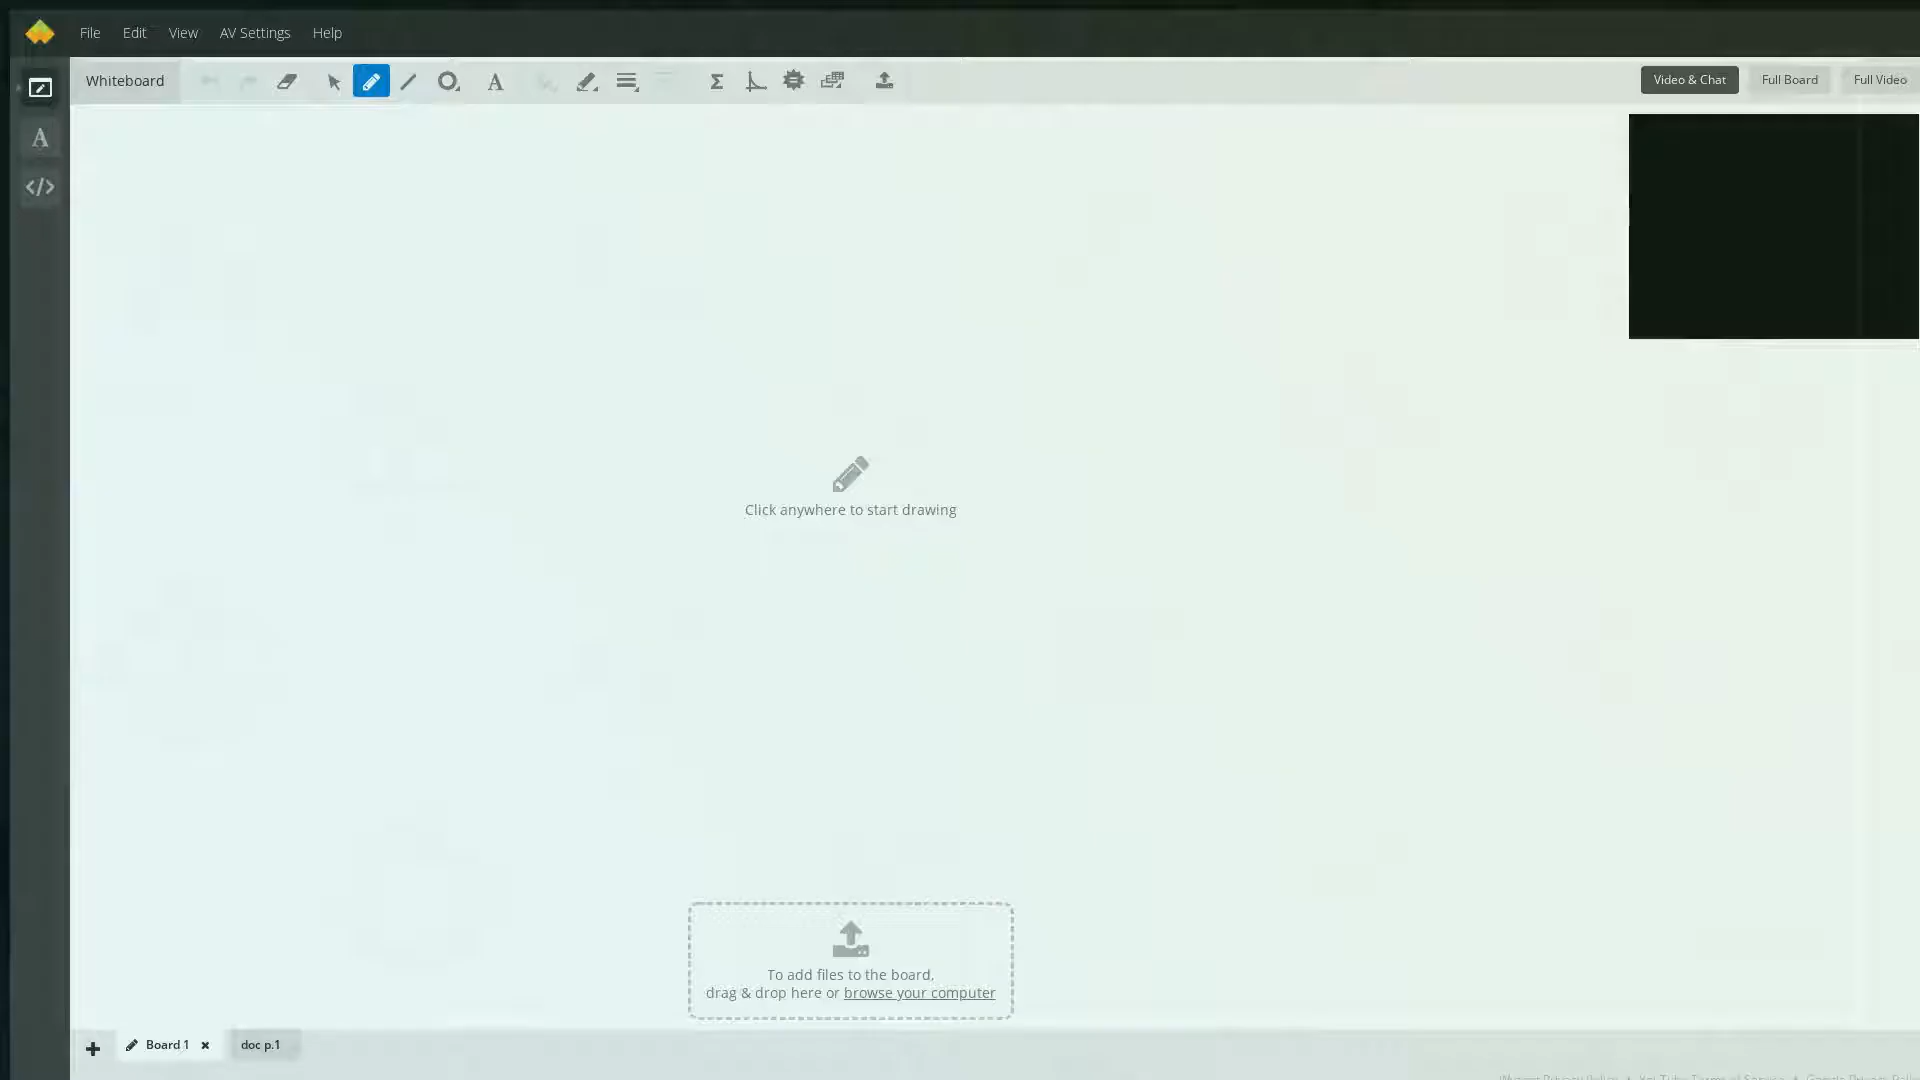 File Edit View AV Settings Help
Whiteboard
Video & Chat Full Board Full Video
Click anywhere to start drawing
To add files to the board,
drag & drop here or browse your computer
Board 1 doc p.1